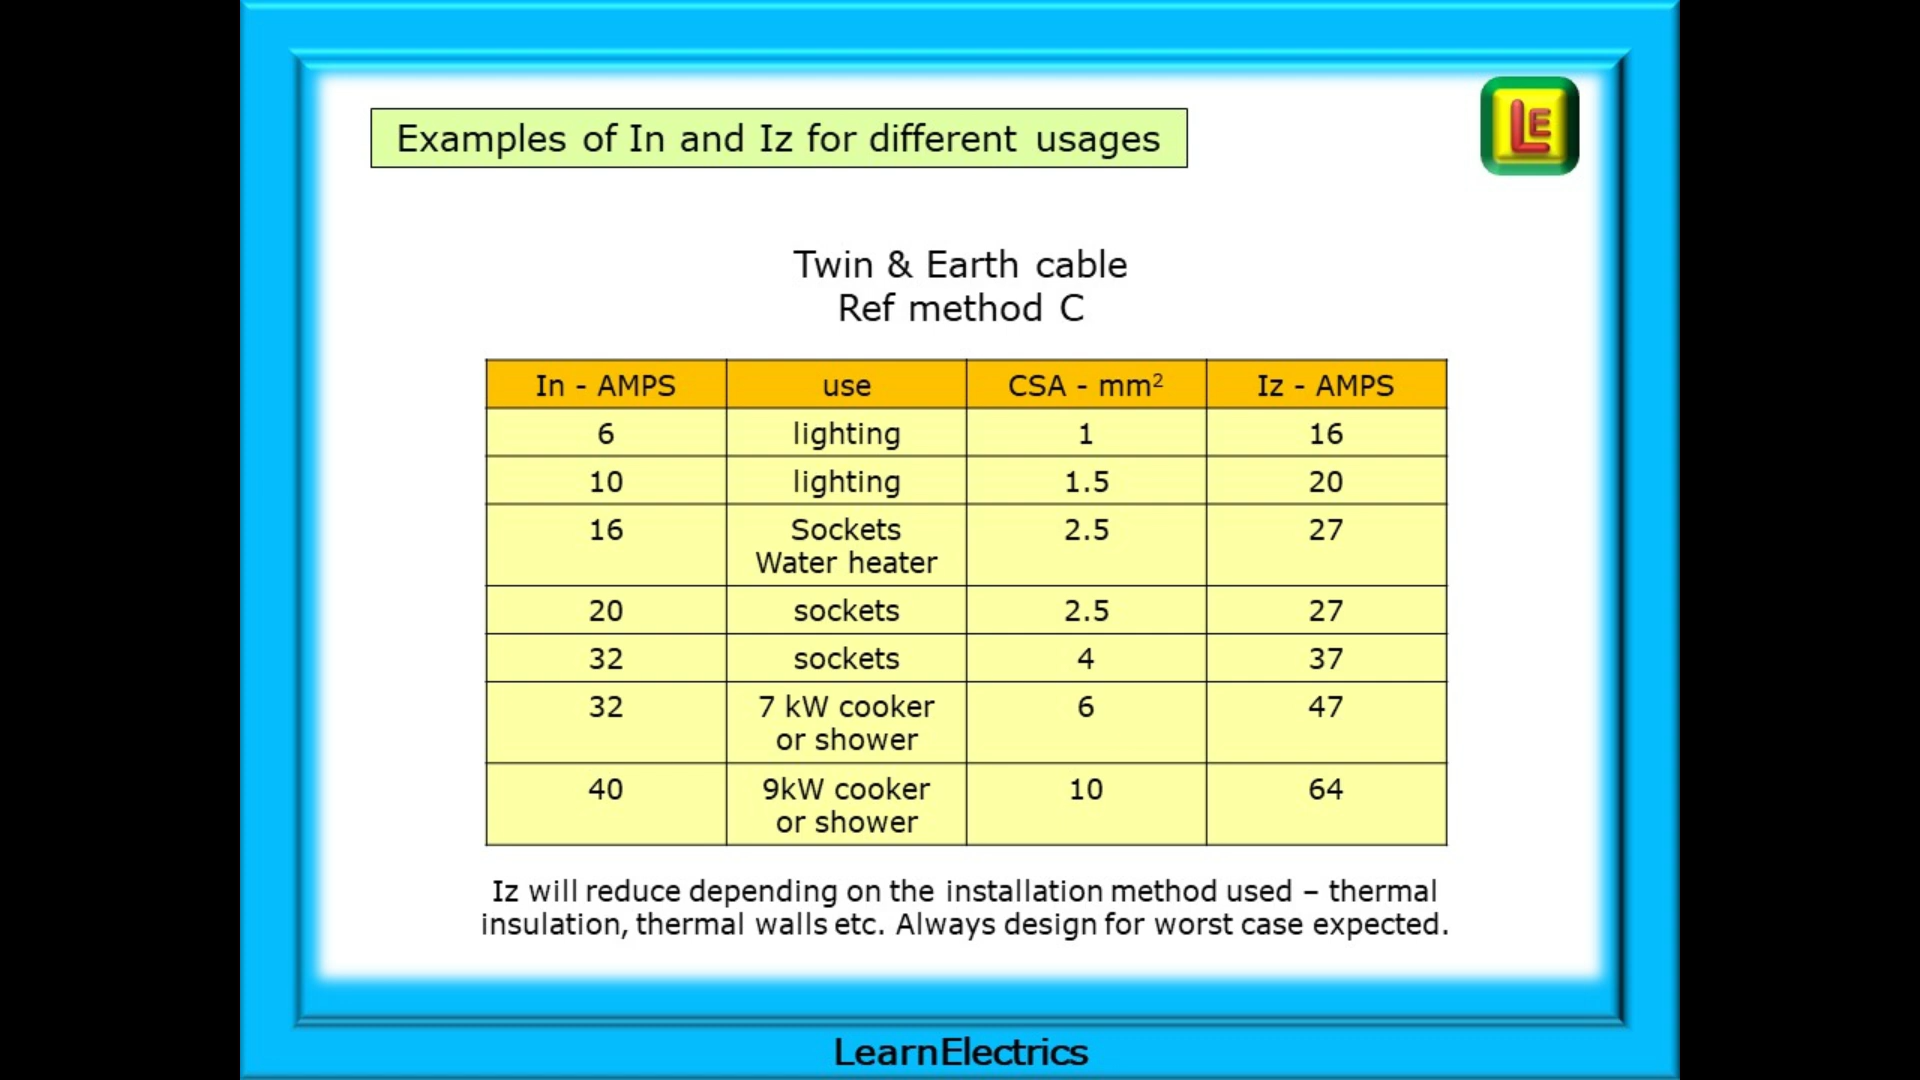 Examples of In and Iz for different usages
LE
Twin & Earth cable
Ref method C
In - AMPS use CSA - mm² Iz - AMPS
6 lighting 1 16
10 lighting 1.5 20
16 Sockets 2.5 27
Water heater
20 sockets 2.5 27
32 sockets 4 37
32 7 kW cooker 6 47
or shower
40 9kW cooker 10 64
or shower
Iz will reduce depending on the installation method used – thermal
insulation, thermal walls etc. Always design for worst case expected.
LearnElectrics